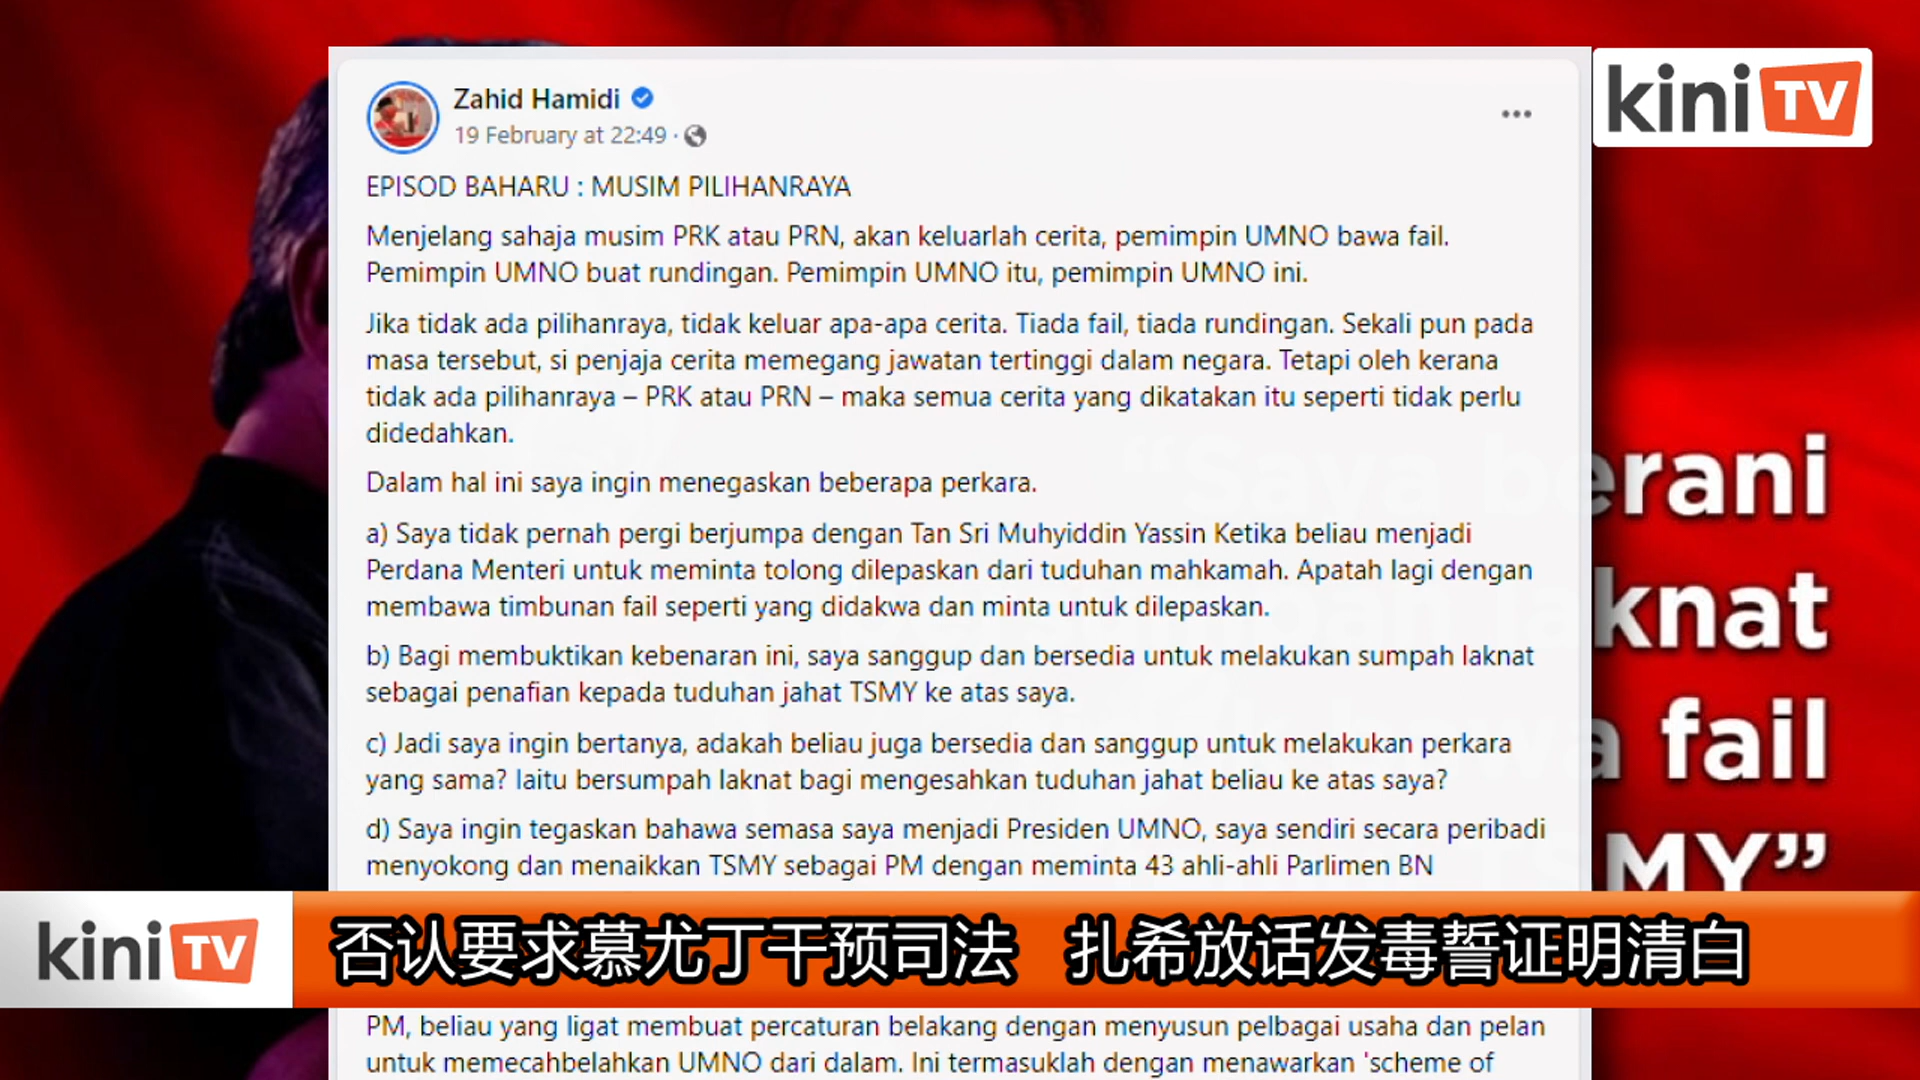 kini TV
Zahid Hamidi
19 February at 22:49 ·
EPISOD BAHARU : MUSIM PILIHANRAYA
Menjelang sahaja musim PRK atau PRN, akan keluarlah cerita, pemimpin UMNO bawa fail.
Pemimpin UMNO buat rundingan. Pemimpin UMNO itu, pemimpin UMNO ini.
Jika tidak ada pilihanraya, tidak keluar apa-apa cerita. Tiada fail, tiada rundingan. Sekali pun pada
masa tersebut, si penjaja cerita memegang jawatan tertinggi dalam negara. Tetapi oleh kerana
tidak ada pilihanraya – PRK atau PRN – maka semua cerita yang dikatakan itu seperti tidak perlu
didedahkan.
Dalam hal ini saya ingin menegaskan beberapa perkara.
a) Saya tidak pernah pergi berjumpa dengan Tan Sri Muhyiddin Yassin Ketika beliau menjadi
Perdana Menteri untuk meminta tolong dilepaskan dari tuduhan mahkamah. Apatah lagi dengan
membawa timbunan fail seperti yang didakwa dan minta untuk dilepaskan.
b) Bagi membuktikan kebenaran ini, saya sanggup dan bersedia untuk melakukan sumpah laknat
sebagai penafian kepada tuduhan jahat TSMY ke atas saya.
c) Jadi saya ingin bertanya, adakah beliau juga bersedia dan sanggup untuk melakukan perkara
yang sama? Iaitu bersumpah laknat bagi mengesahkan tuduhan jahat beliau ke atas saya?
d) Saya ingin tegaskan bahawa semasa saya menjadi Presiden UMNO, saya sendiri secara peribadi
menyokong dan menaikkan TSMY sebagai PM dengan meminta 43 ahli-ahli Parlimen BN
“Saya berani
knat
a fail
MY”
kini TV
否认要求慕尤丁干预司法 扎希放话发毒誓证明清白
PM, beliau yang ligat membuat percaturan belakang dengan menyusun pelbagai usaha dan pelan
untuk memecahbelahkan UMNO dari dalam. Ini termasuklah dengan menawarkan 'scheme of